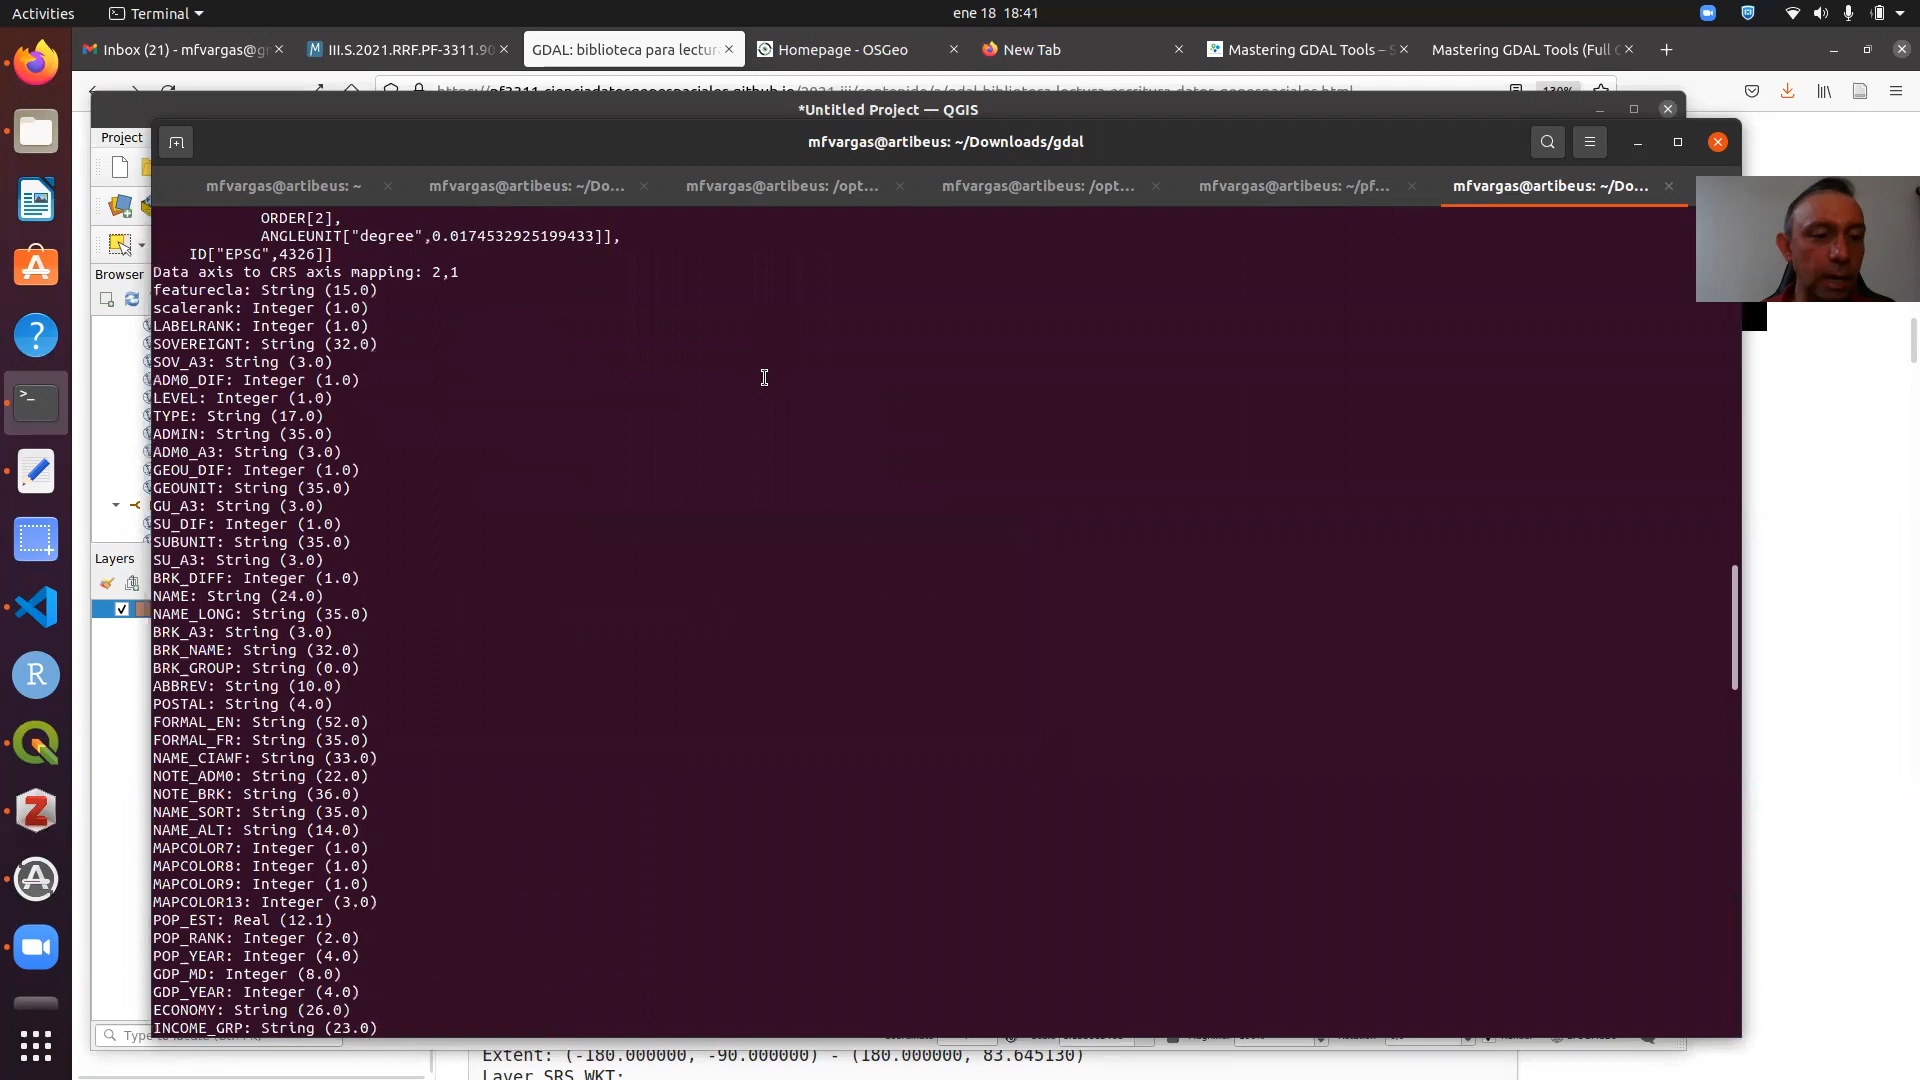 Activities
Terminal
ene 18 18:41
Inbox (21) - mfvargas@g
III.S.2021.RRF.PF-3311.90
GDAL: biblioteca para lectur
Homepage - OSGeo
New Tab
Mastering GDAL Tools – S
Mastering GDAL Tools (Full C
*Untitled Project — QGIS
Project
mfvargas@artibeus: ~/Downloads/gdal
mfvargas@artibeus: ~
mfvargas@artibeus: ~/Do...
mfvargas@artibeus: /opt...
mfvargas@artibeus: /opt...
mfvargas@artibeus: ~/pf...
mfvargas@artibeus: ~/Do...
Browser
Layers
ORDER[2],
ANGLEUNIT["degree",0.0174532925199433]],
ID["EPSG",4326]]
Data axis to CRS axis mapping: 2,1
featurecla: String (15.0)
scalerank: Integer (1.0)
LABELRANK: Integer (1.0)
SOVEREIGNT: String (32.0)
SOV_A3: String (3.0)
ADM0_DIF: Integer (1.0)
LEVEL: Integer (1.0)
TYPE: String (17.0)
ADMIN: String (35.0)
ADM0_A3: String (3.0)
GEOU_DIF: Integer (1.0)
GEOUNIT: String (35.0)
GU_A3: String (3.0)
SU_DIF: Integer (1.0)
SUBUNIT: String (35.0)
SU_A3: String (3.0)
BRK_DIFF: Integer (1.0)
NAME: String (24.0)
NAME_LONG: String (35.0)
BRK_A3: String (3.0)
BRK_NAME: String (32.0)
BRK_GROUP: String (0.0)
ABBREV: String (10.0)
POSTAL: String (4.0)
FORMAL_EN: String (52.0)
FORMAL_FR: String (35.0)
NAME_CIAWF: String (33.0)
NOTE_ADM0: String (22.0)
NOTE_BRK: String (36.0)
NAME_SORT: String (35.0)
NAME_ALT: String (14.0)
MAPCOLOR7: Integer (1.0)
MAPCOLOR8: Integer (1.0)
MAPCOLOR9: Integer (1.0)
MAPCOLOR13: Integer (3.0)
POP_EST: Real (12.1)
POP_RANK: Integer (2.0)
POP_YEAR: Integer (4.0)
GDP_MD: Integer (8.0)
GDP_YEAR: Integer (4.0)
ECONOMY: String (26.0)
INCOME_GRP: String (23.0)
Extent: (-180.000000, -90.000000) - (180.000000, 83.645130)
Layer SRS WKT: